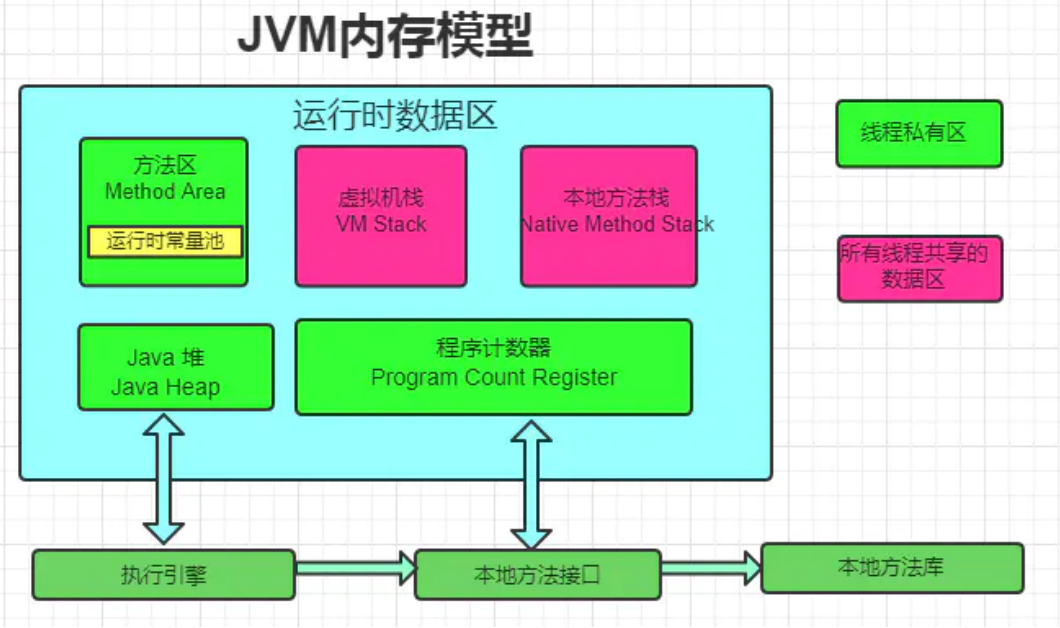 JVM内存模型
运行时数据区
方法区
Method Area
运行时常量池
虚拟机栈
VM Stack
本地方法栈
Native Method Stack
线程私有区
所有线程共享的
数据区
Java 堆
Java Heap
程序计数器
Program Count Register
执行引擎
本地方法接口
本地方法库